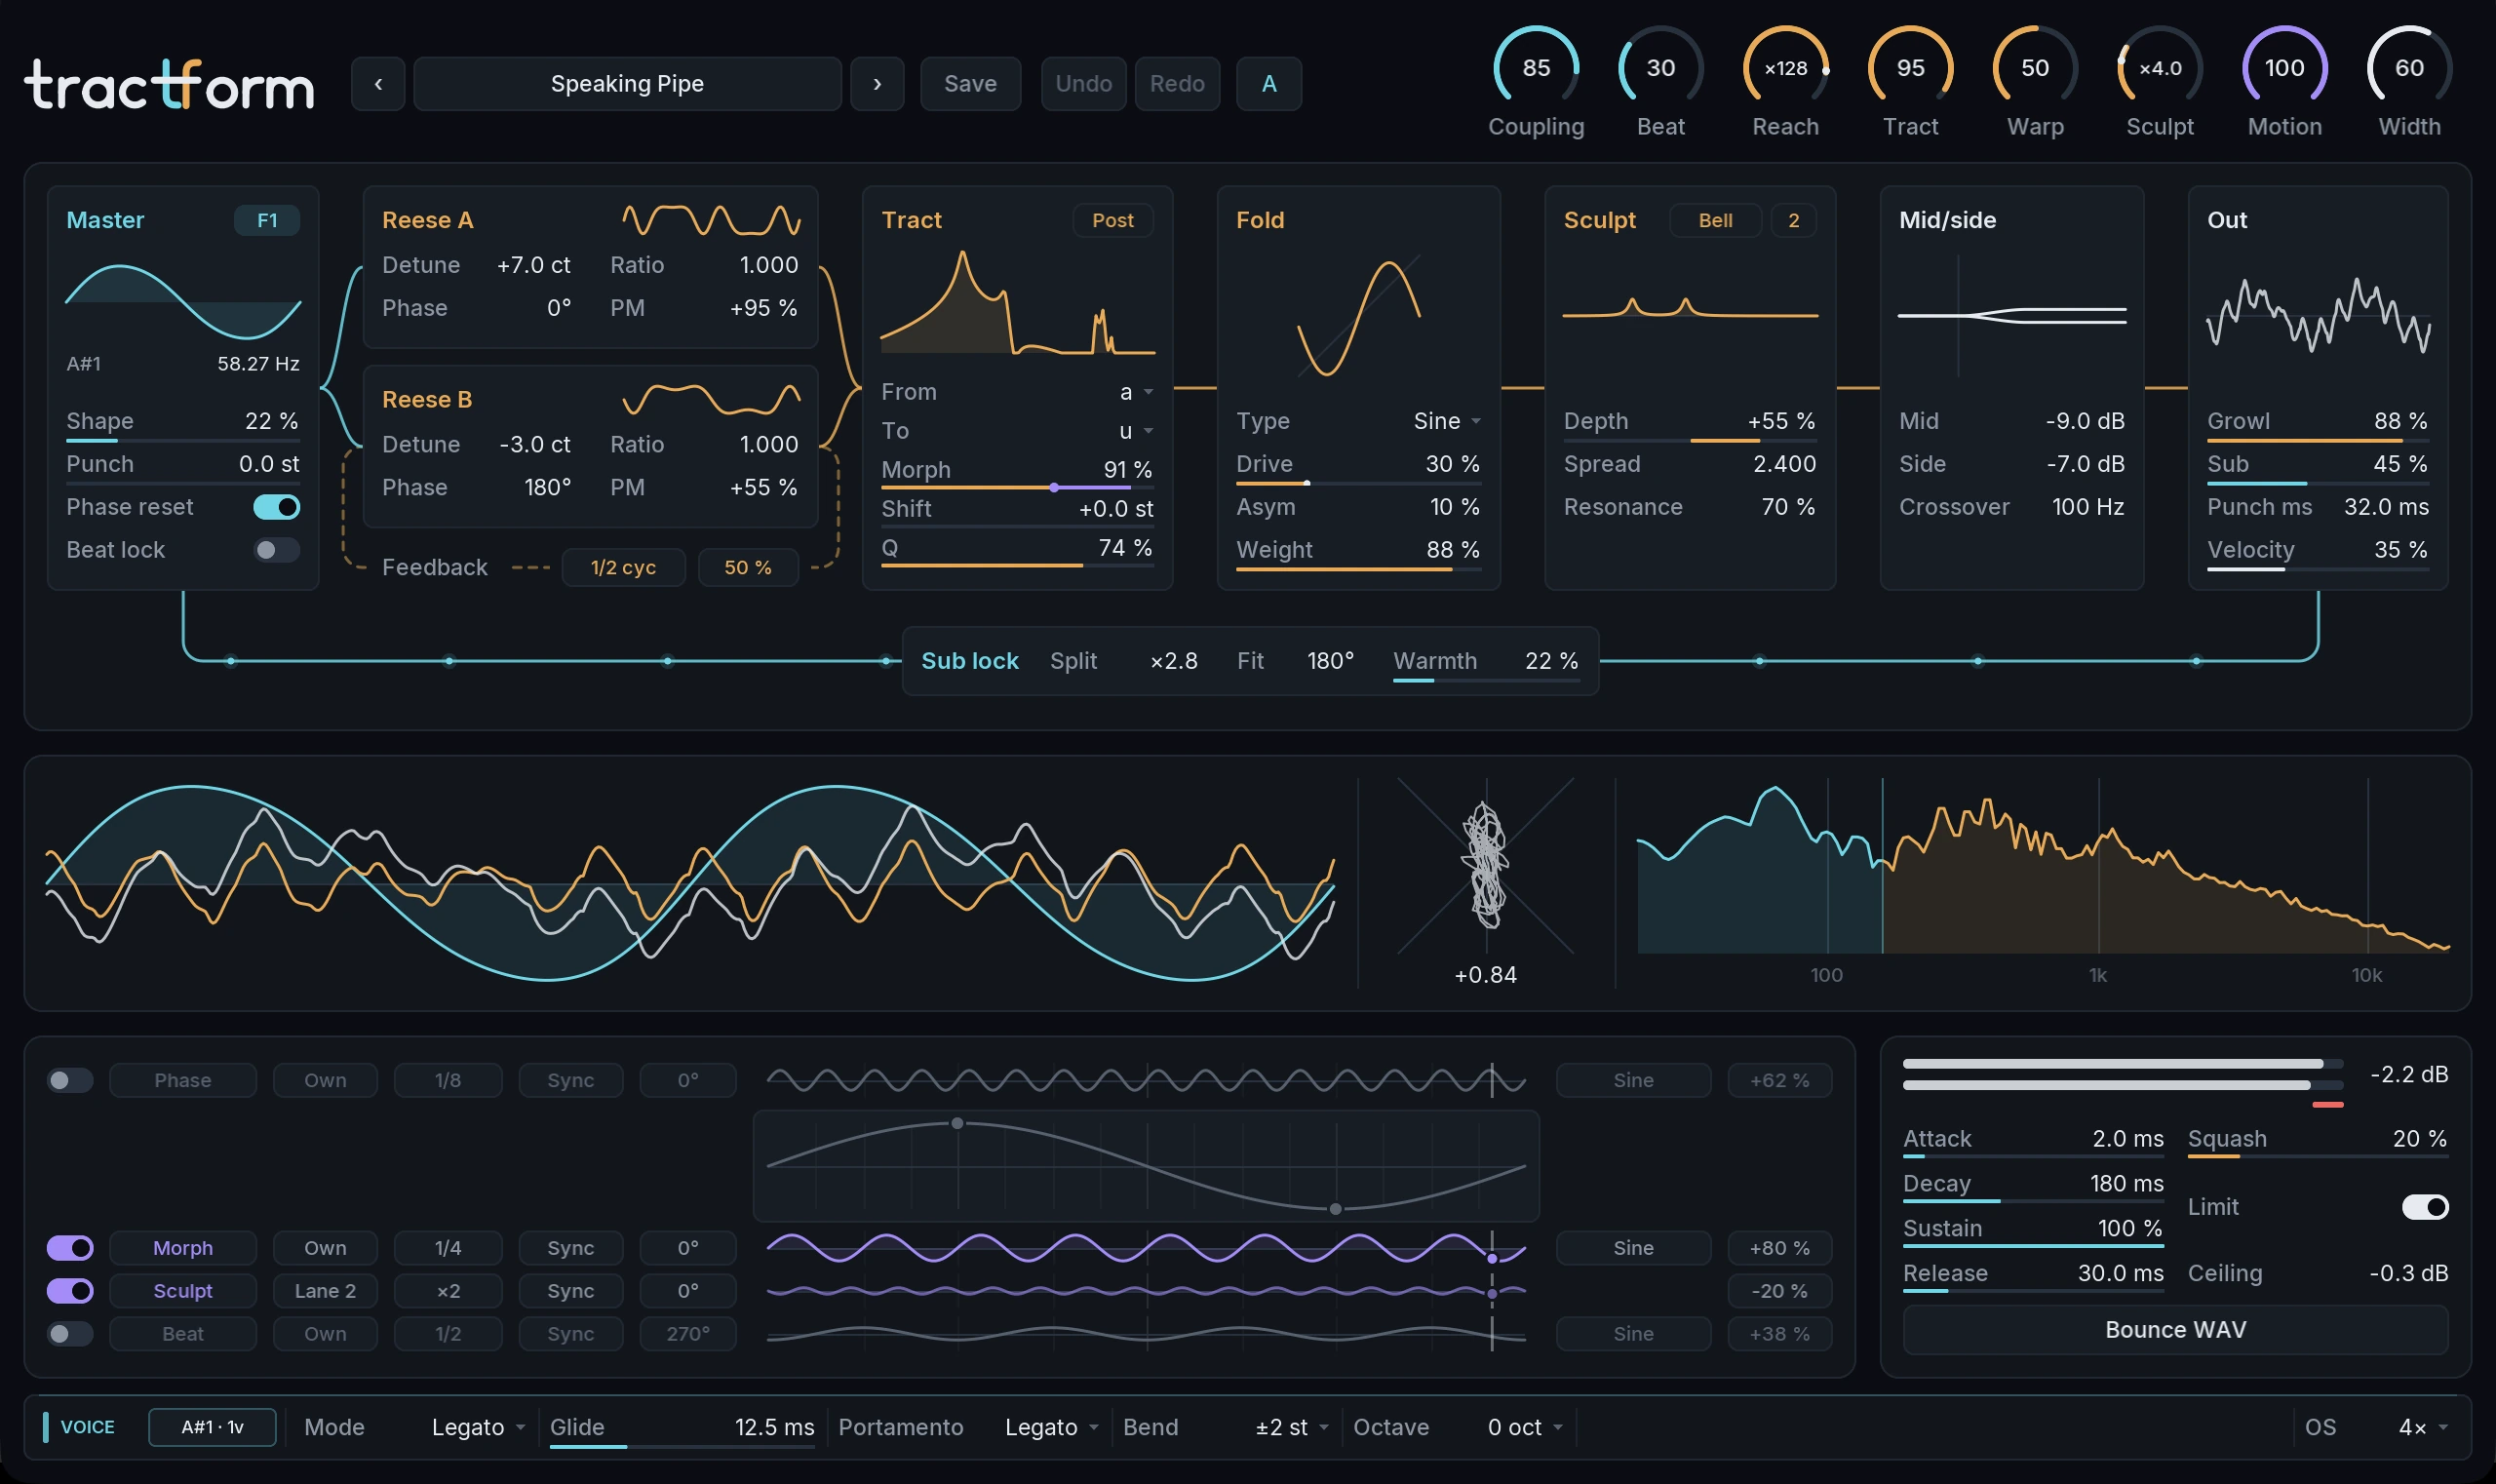 tractform
‹ Speaking Pipe › Save Undo Redo A
85 30 ×128 95 50 ×4.0 100 60
Coupling Beat Reach Tract Warp Sculpt Motion Width
Master F1
A#1 58.27 Hz
Shape 22 %
Punch 0.0 st
Phase reset
Beat lock
Reese A
Detune +7.0 ct Ratio 1.000
Phase 0° PM +95 %
Reese B
Detune -3.0 ct Ratio 1.000
Phase 180° PM +55 %
Feedback 1/2 cyc 50 %
Tract Post
From a
To u
Morph 91 %
Shift +0.0 st
Q 74 %
Fold
Type Sine
Drive 30 %
Asym 10 %
Weight 88 %
Sculpt Bell 2
Depth +55 %
Spread 2.400
Resonance 70 %
Mid/side
Mid -9.0 dB
Side -7.0 dB
Crossover 100 Hz
Out
Growl 88 %
Sub 45 %
Punch ms 32.0 ms
Velocity 35 %
Sub lock Split ×2.8 Fit 180° Warmth 22 %
+0.84
100 1k 10k
Phase Own 1/8 Sync 0° Sine +62 %
Morph Own 1/4 Sync 0° Sine +80 %
Sculpt Lane 2 ×2 Sync 0° -20 %
Beat Own 1/2 Sync 270° Sine +38 %
-2.2 dB
Attack 2.0 ms Squash 20 %
Decay 180 ms
Limit
Sustain 100 %
Release 30.0 ms Ceiling -0.3 dB
Bounce WAV
VOICE A#1 · 1v Mode Legato Glide 12.5 ms Portamento Legato Bend ±2 st Octave 0 oct OS 4×